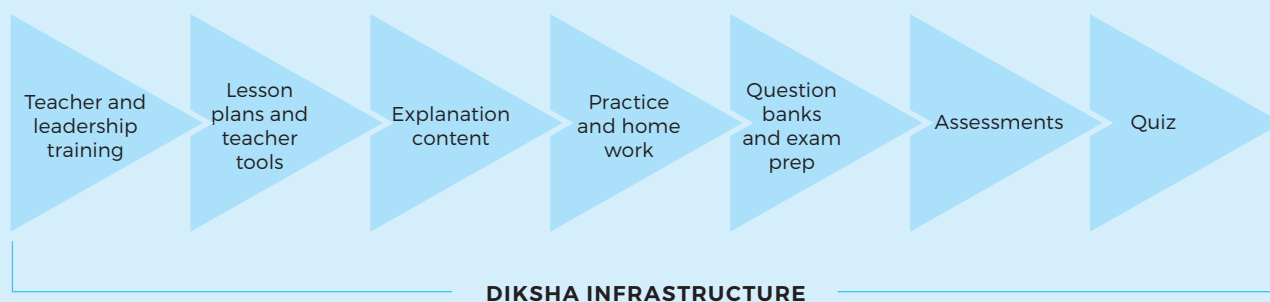 Teacher and
leadership
training
Lesson
plans and
teacher
tools
Explanation
content
Practice
and home
work
Question
banks
and exam
prep
Assessments
Quiz
DIKSHA INFRASTRUCTURE